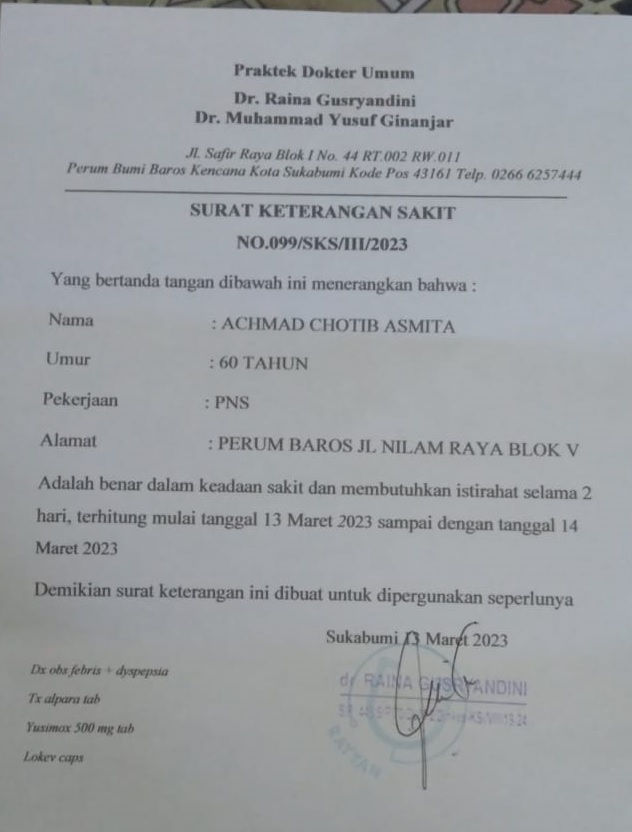 Praktek Dokter Umum
Dr. Raina Gusryandini
Dr. Muhammad Yusuf Ginanjar
Jl. Safir Raya Blok I No. 44 RT.002 RW.011
Perum Bumi Baros Kencana Kota Sukabumi Kode Pos 43161 Telp. 0266 6257444
SURAT KETERANGAN SAKIT
NO.099/SKS/III/2023
Yang bertanda tangan dibawah ini menerangkan bahwa :
Nama : ACHMAD CHOTIB ASMITA
Umur : 60 TAHUN
Pekerjaan : PNS
Alamat : PERUM BAROS JL NILAM RAYA BLOK V
Adalah benar dalam keadaan sakit dan membutuhkan istirahat selama 2
hari, terhitung mulai tanggal 13 Maret 2023 sampai dengan tanggal 14
Maret 2023
Demikian surat keterangan ini dibuat untuk dipergunakan seperlunya
Sukabumi 13 Maret 2023
Dx obs febris + dyspepsia
Tx alpara tab
Yusimox 500 mg tab
Lokev caps
dr. RAINA GUSRYANDINI
RAYYAN